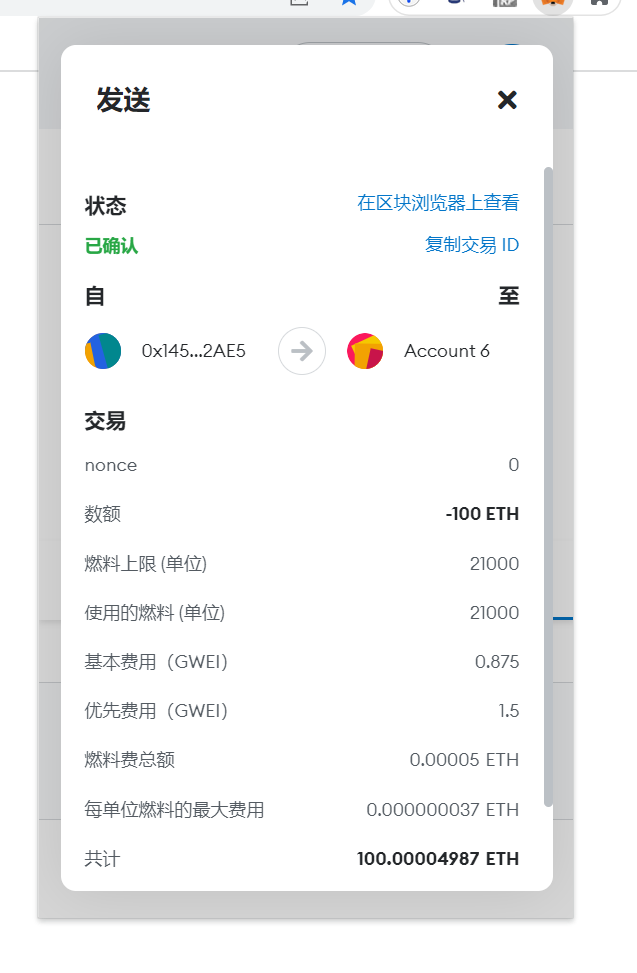 发送
状态 在区块浏览器上查看
已确认 复制交易 ID
自 至
0x145...2AE5 Account 6
交易
nonce 0
数额 -100 ETH
燃料上限 (单位) 21000
使用的燃料 (单位) 21000
基本费用（GWEI） 0.875
优先费用（GWEI） 1.5
燃料费总额 0.00005 ETH
每单位燃料的最大费用 0.000000037 ETH
共计 100.00004987 ETH